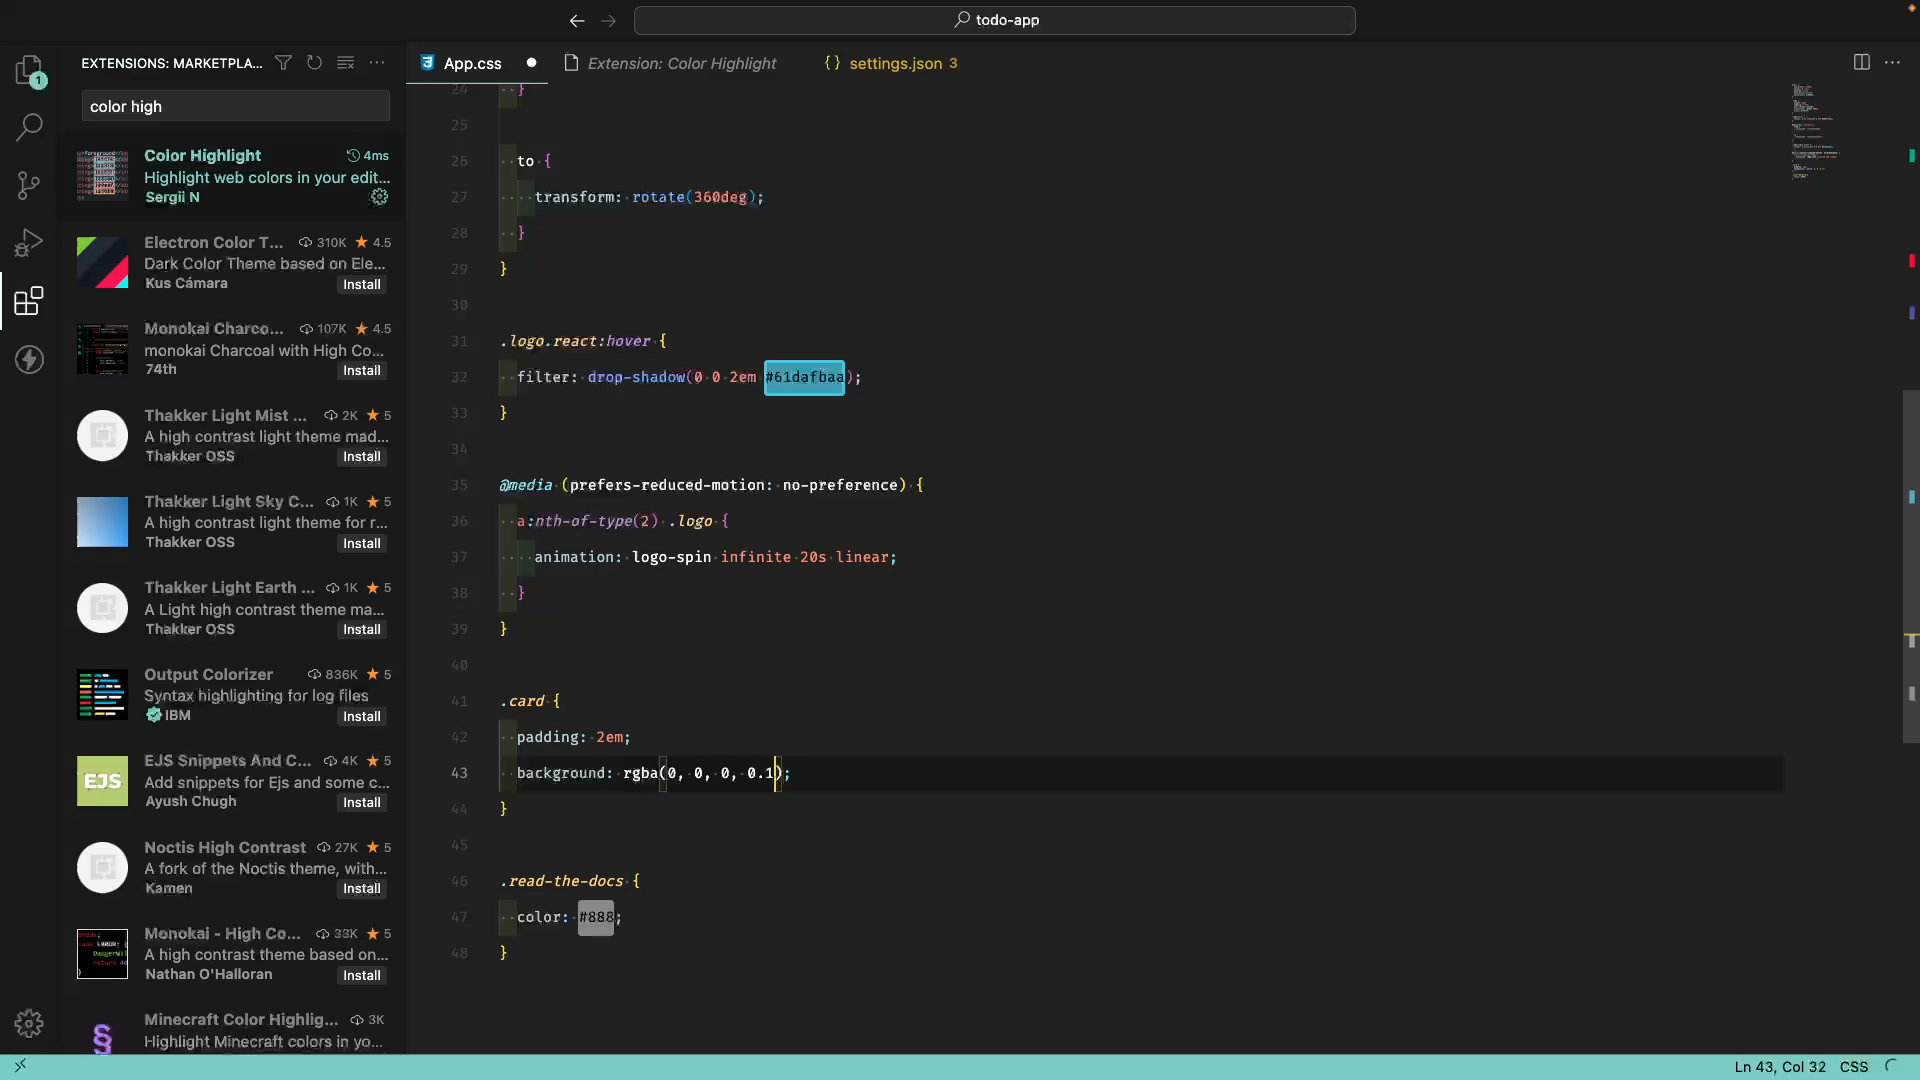 todo-app
EXTENSIONS: MARKETPLA...
color high
Color Highlight 4ms
Highlight web colors in your edit...
Sergii N
Electron Color T... 310K 4.5
Dark Color Theme based on Ele...
Kus Cámara Install
Monokai Charco... 107K 4.5
monokai Charcoal with High Co...
74th Install
Thakker Light Mist ... 2K 5
A high contrast light theme mad...
Thakker OSS Install
Thakker Light Sky C... 1K 5
A high contrast light theme for r...
Thakker OSS Install
Thakker Light Earth ... 1K 5
A Light high contrast theme ma...
Thakker OSS Install
Output Colorizer 836K 5
Syntax highlighting for log files
IBM Install
EJS
EJS Snippets And C... 4K 5
Add snippets for Ejs and some c...
Ayush Chugh Install
Noctis High Contrast 27K 5
A fork of the Noctis theme, with...
Kamen Install
Monokai - High Co... 33K 5
A high contrast theme based on...
Nathan O'Halloran Install
Minecraft Color Highlig... 3K
Highlight Minecraft colors in yo...
1
App.css
Extension: Color Highlight
{} settings.json 3
24 }
25
26 to {
27 transform: rotate(360deg);
28 }
29 }
30
31 .logo.react:hover {
32 filter: drop-shadow(0 0 2em #61dafbaa);
33 }
34
35 @media (prefers-reduced-motion: no-preference) {
36 a:nth-of-type(2) .logo {
37 animation: logo-spin infinite 20s linear;
38 }
39 }
40
41 .card {
42 padding: 2em;
43 background: rgba(0, 0, 0, 0.1);
44 }
45
46 .read-the-docs {
47 color: #888;
48 }
Ln 43, Col 32 CSS